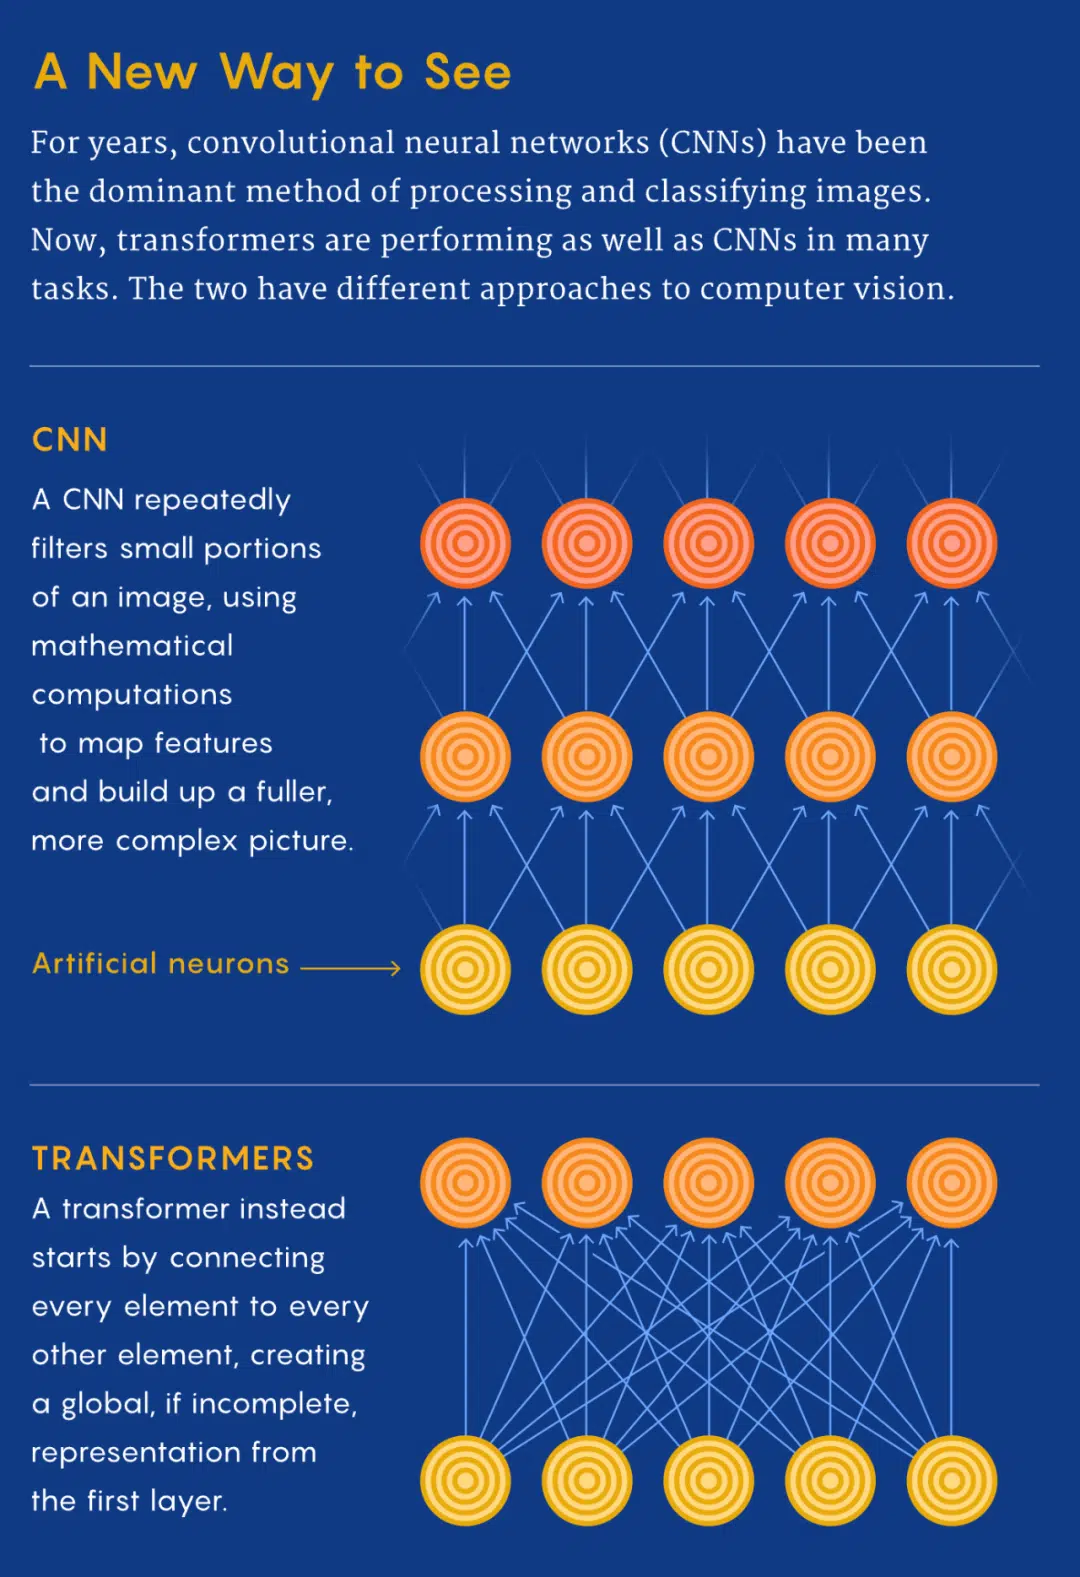 A New Way to See
For years, convolutional neural networks (CNNs) have been
the dominant method of processing and classifying images.
Now, transformers are performing as well as CNNs in many
tasks. The two have different approaches to computer vision.
CNN
A CNN repeatedly
filters small portions
of an image, using
mathematical
computations
to map features
and build up a fuller,
more complex picture.
Artificial neurons
TRANSFORMERS
A transformer instead
starts by connecting
every element to every
other element, creating
a global, if incomplete,
representation from
the first layer.